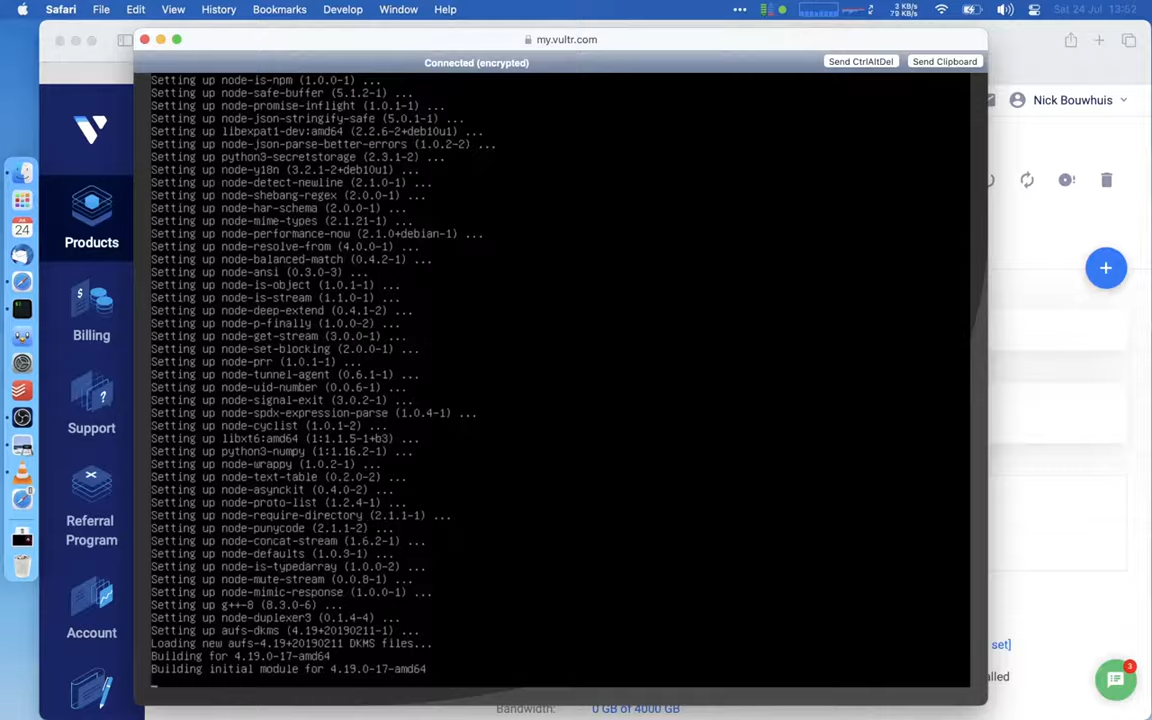 Safari File Edit View History Bookmarks Develop Window Help
3 KB/s
79 KB/s
Sat 24 Jul 13:52
my.vultr.com
Connected (encrypted)
Send CtrlAltDel
Send Clipboard
Nick Bouwhuis
24
Products
Billing
Support
Referral
Program
Account
Setting up node-is-npm (1.0.0-1) ...
Setting up node-safe-buffer (5.1.2-1) ...
Setting up node-promise-inflight (1.0.1-1) ...
Setting up node-json-stringify-safe (5.0.1-1) ...
Setting up libexpat1-dev:amd64 (2.2.6-2+deb10u1) ...
Setting up node-json-parse-better-errors (1.0.2-2) ...
Setting up python3-secretstorage (2.3.1-2) ...
Setting up node-y18n (3.2.1-2+deb10u1) ...
Setting up node-detect-newline (2.1.0-1) ...
Setting up node-shebang-regex (2.0.0-1) ...
Setting up node-har-schema (2.0.0-1) ...
Setting up node-mime-types (2.1.21-1) ...
Setting up node-performance-now (2.1.0+debian-1) ...
Setting up node-resolve-from (4.0.0-1) ...
Setting up node-balanced-match (0.4.2-1) ...
Setting up node-ansi (0.3.0-3) ...
Setting up node-is-object (1.0.1-1) ...
Setting up node-is-stream (1.1.0-1) ...
Setting up node-deep-extend (0.4.1-2) ...
Setting up node-p-finally (1.0.0-2) ...
Setting up node-get-stream (3.0.0-1) ...
Setting up node-set-blocking (2.0.0-1) ...
Setting up node-prr (1.0.1-1) ...
Setting up node-tunnel-agent (0.6.1-1) ...
Setting up node-uid-number (0.0.6-1) ...
Setting up node-signal-exit (3.0.2-1) ...
Setting up node-spdx-expression-parse (1.0.4-1) ...
Setting up node-cyclist (1.0.1-2) ...
Setting up libxt6:amd64 (1:1.1.5-1+b3) ...
Setting up python3-numpy (1:1.16.2-1) ...
Setting up node-wrappy (1.0.2-1) ...
Setting up node-text-table (0.2.0-2) ...
Setting up node-asynckit (0.4.0-2) ...
Setting up node-proto-list (1.2.4-1) ...
Setting up node-require-directory (2.1.1-1) ...
Setting up node-punycode (2.1.1-2) ...
Setting up node-concat-stream (1.6.2-1) ...
Setting up node-defaults (1.0.3-1) ...
Setting up node-is-typedarray (1.0.0-2) ...
Setting up node-mute-stream (0.0.8-1) ...
Setting up node-mimic-response (1.0.0-1) ...
Setting up g++-8 (8.3.0-6) ...
Setting up node-duplexer3 (0.1.4-4) ...
Setting up aufs-dkms (4.19+20190211-1) ...
Loading new aufs-4.19+20190211 DKMS files...
Building for 4.19.0-17-amd64
Building initial module for 4.19.0-17-amd64
set]
alled
3
Bandwidth: 0 GB of 4000 GB